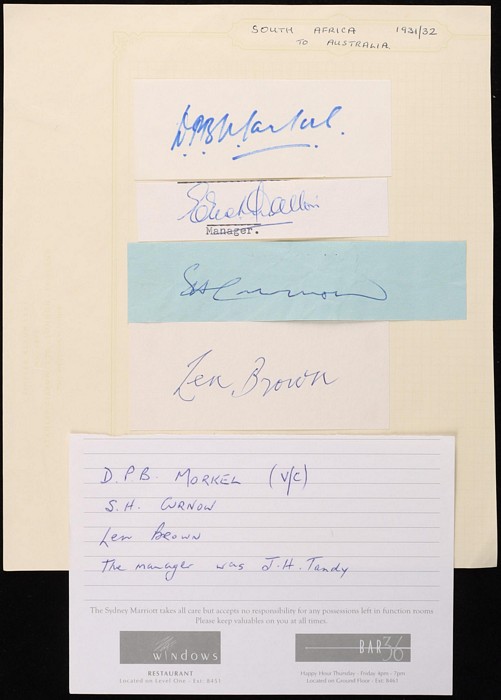 SOUTH AFRICA 1931/32
TO AUSTRALIA
DPB Morkel.
Manager.
SH Curnow
Len Brown
D.P.B. MORKEL (V/C)
S.H. CURNOW
Len BROWN
The manager was J.H. Tandy
The Sydney Marriott takes all care but accepts no responsibility for any possessions left in function rooms
Please keep valuables on you at all times.
WINDOWS
RESTAURANT
Located on Level One - Ext. 8451
BAR 36
Happy Hour Thursday - Friday 4pm - 7pm
Located on Ground Floor - Ext. 8461